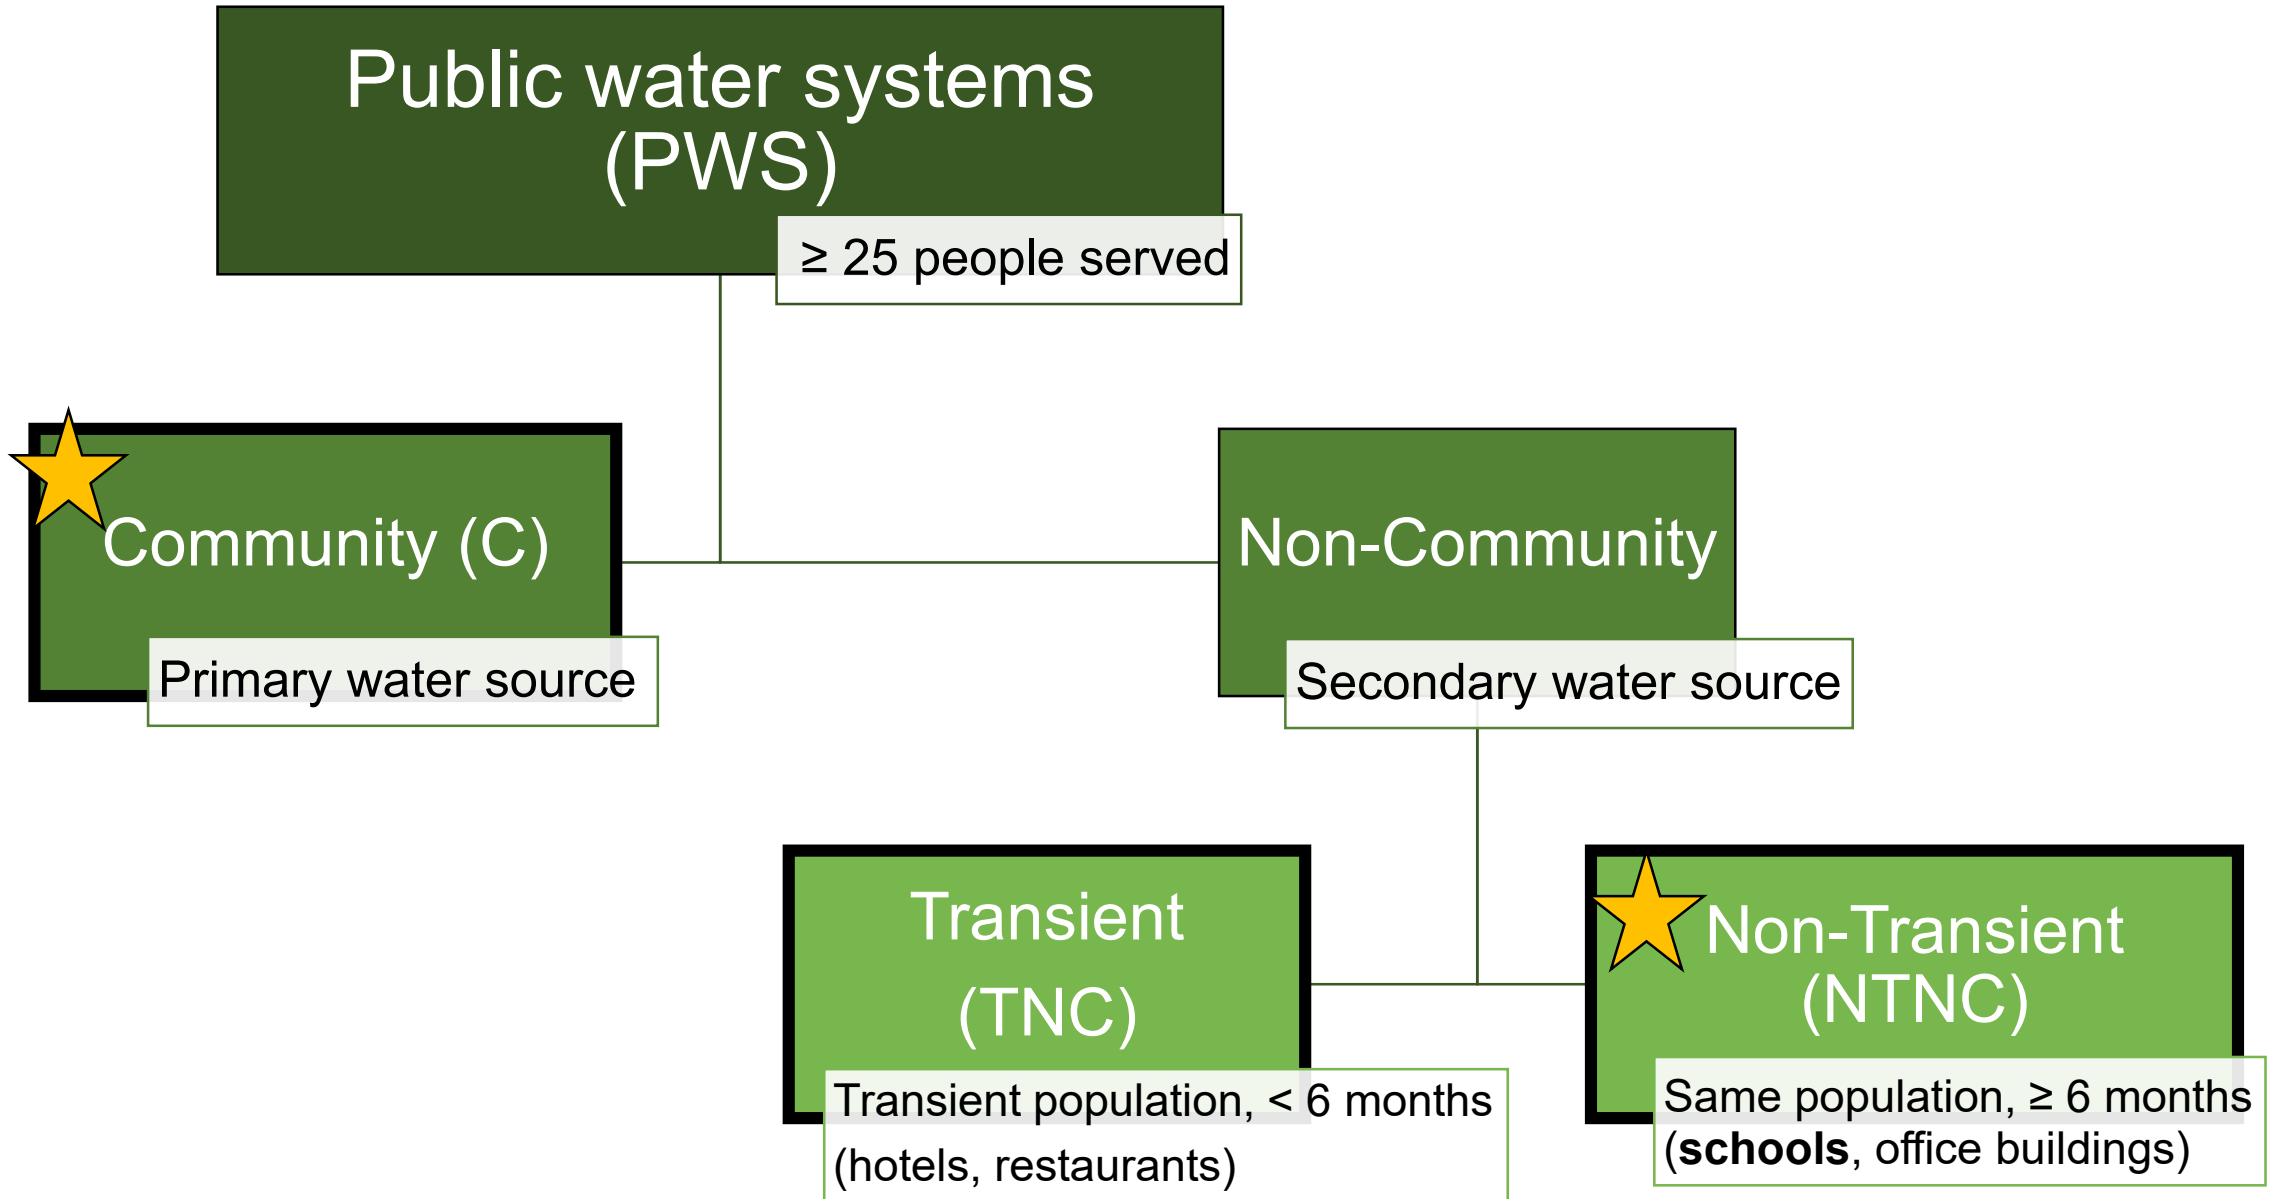 Public water systems
(PWS)
≥ 25 people served
Community (C)
Primary water source
Non-Community
Secondary water source
Transient
(TNC)
Transient population, < 6 months
(hotels, restaurants)
Non-Transient
(NTNC)
Same population, ≥ 6 months
(schools, office buildings)